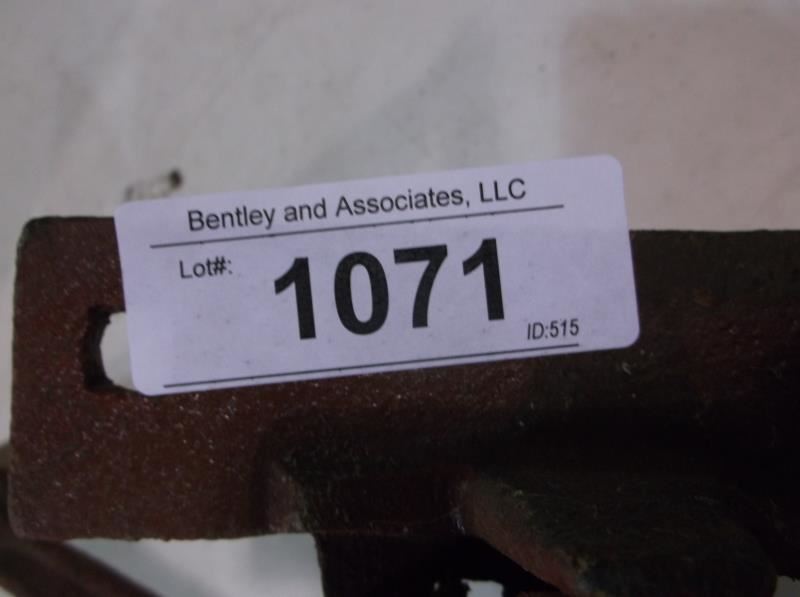 Bentley and Associates, LLC
Lot#:
1071
ID:515